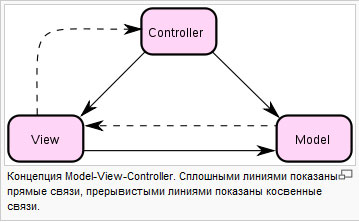 Controller
View
Model
Концепция Model-View-Controller. Сплошными линиями показаны
прямые связи, прерывистыми линиями показаны косвенные
связи.